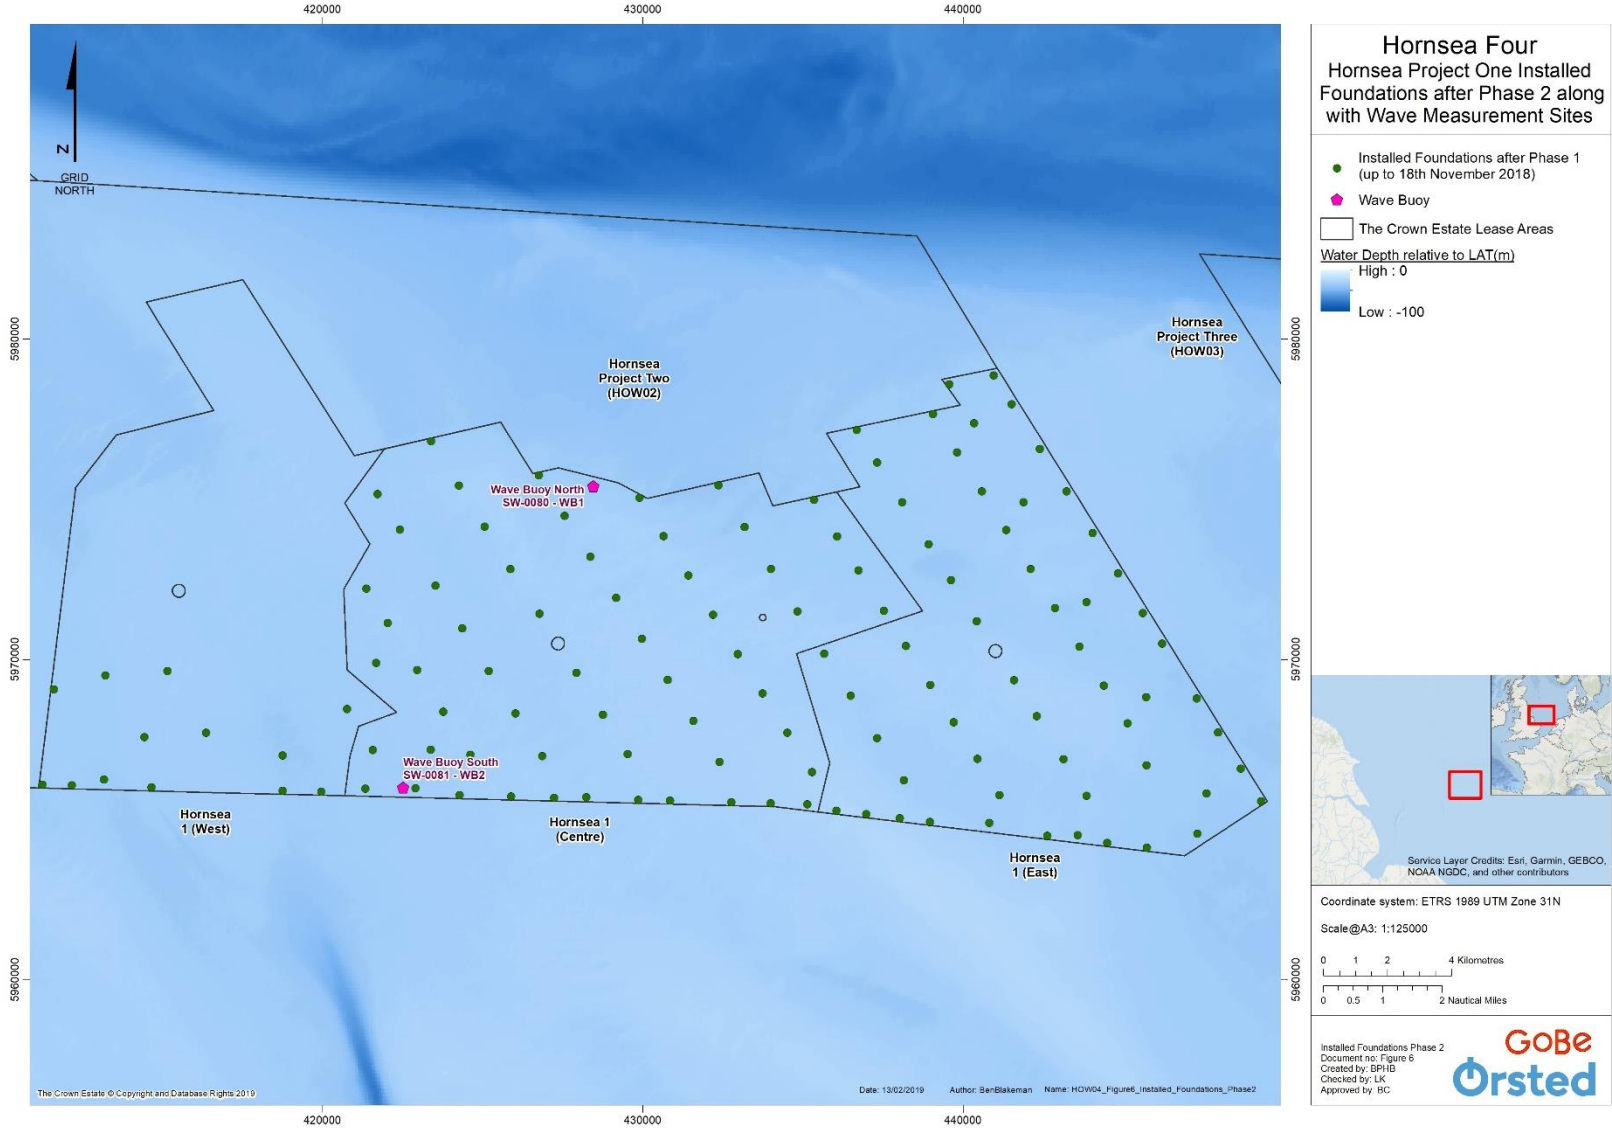 420000
430000
440000
N
GRID
NORTH
5980000
5970000
5960000
Hornsea
Project Two
(HOW02)
Hornsea
Project Three
(HOW03)
Wave Buoy North
SW-0080 - WB1
Wave Buoy South
SW-0081 - WB2
Hornsea
1 (West)
Hornsea 1
(Centre)
Hornsea
1 (East)
5980000
5970000
5960000
The Crown Estate © Copyright and Database Rights 2019
Date: 13/02/2019
Author: BenBlakeman
Name: HOW04_Figure6_Installed_Foundations_Phase2
420000
430000
440000
Hornsea Four
Hornsea Project One Installed
Foundations after Phase 2 along
with Wave Measurement Sites
Installed Foundations after Phase 1
(up to 18th November 2018)
Wave Buoy
The Crown Estate Lease Areas
Water Depth relative to LAT(m)
High : 0
Low : -100
Service Layer Credits: Esri, Garmin, GEBCO,
NOAA NGDC, and other contributors
Coordinate system: ETRS 1989 UTM Zone 31N
Scale@A3: 1:125000
0 1 2 4 Kilometres
0 0.5 1 2 Nautical Miles
Installed Foundations Phase 2
Document no: Figure 6
Created by: BPHB
Checked by: LK
Approved by: BC
GoBe
Ørsted